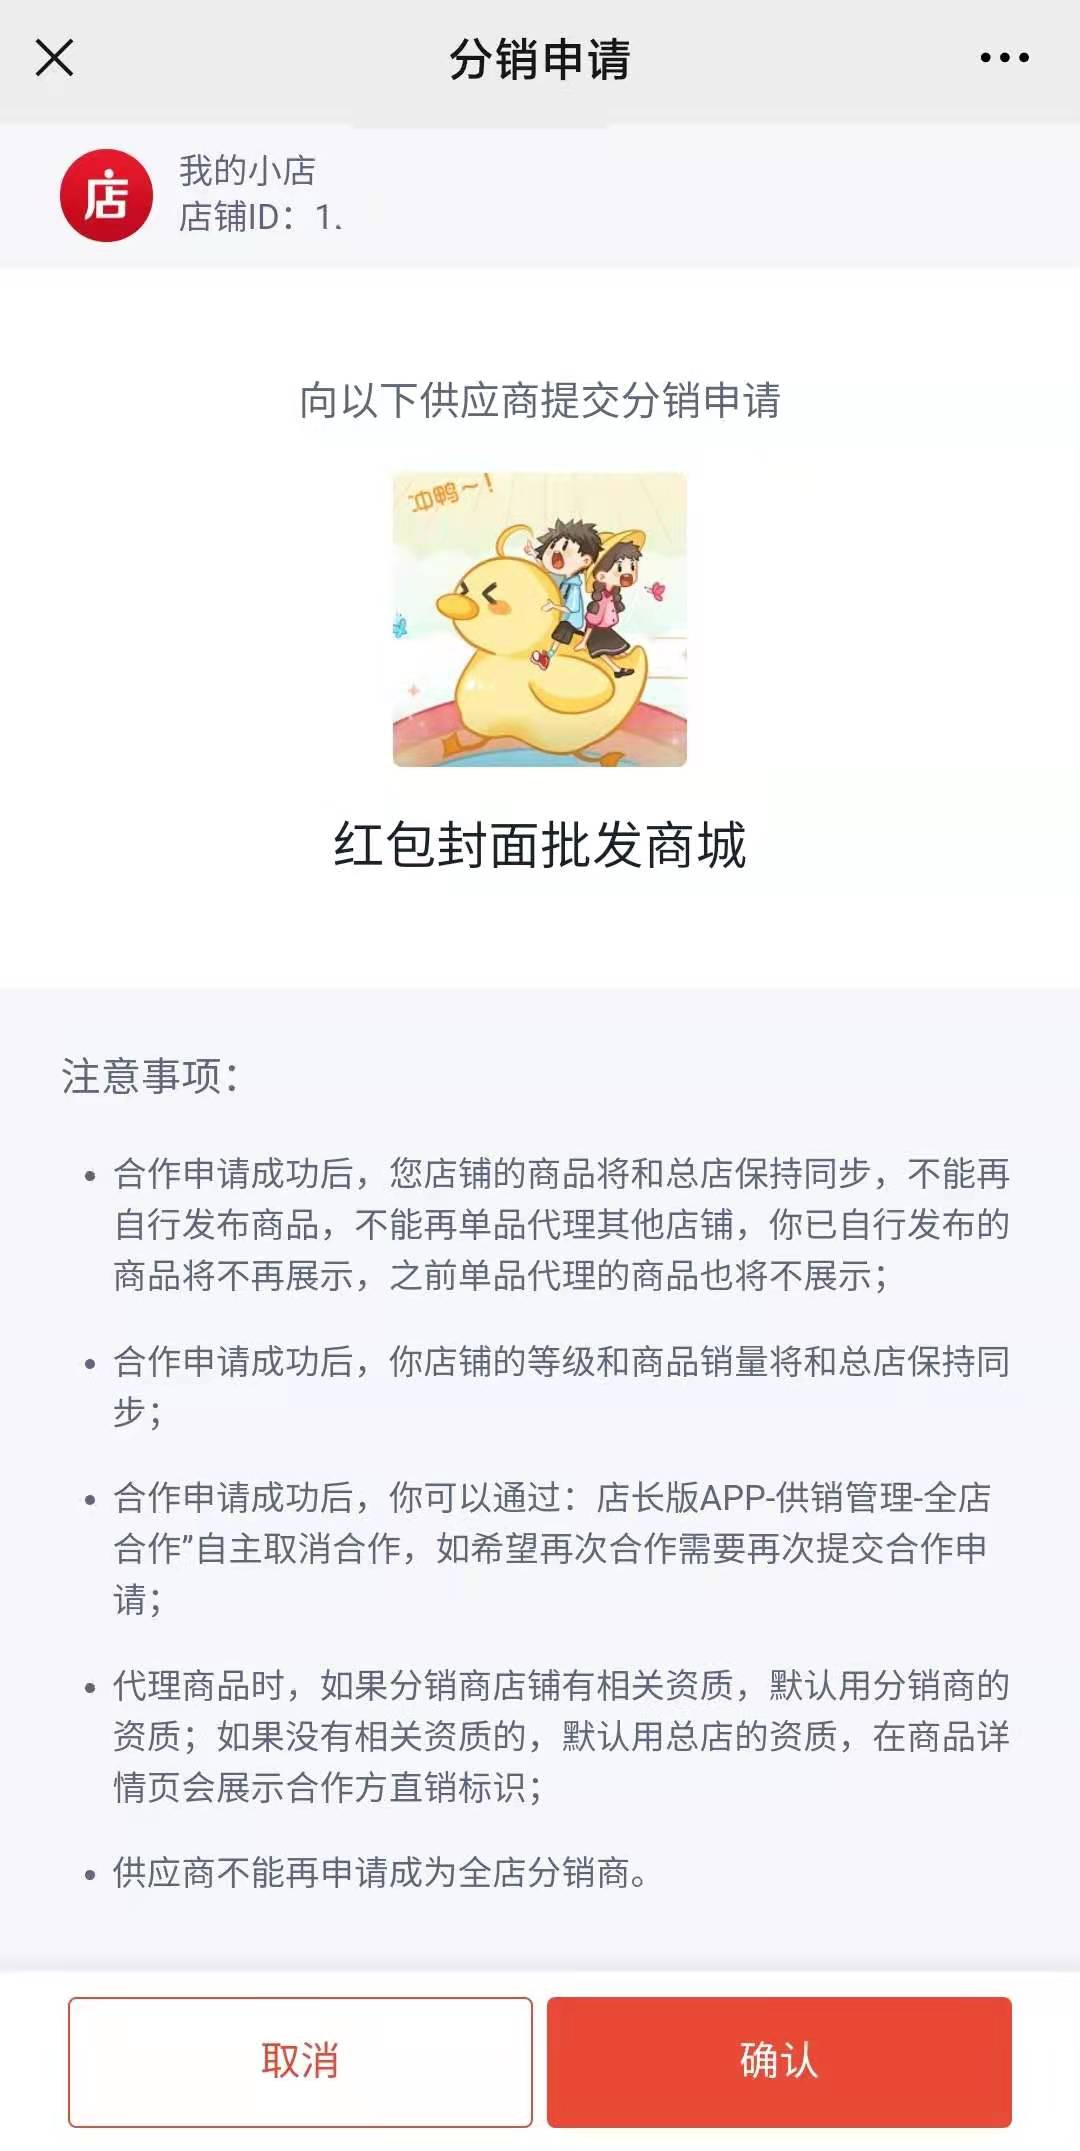 分销申请
店
我的小店
店铺ID：1.
向以下供应商提交分销申请
冲鸭~！
红包封面批发商城
注意事项：
合作申请成功后，您店铺的商品将和总店保持同步，不能再
自行发布商品，不能再单品代理其他店铺，你已自行发布的
商品将不再展示，之前单品代理的商品也将不展示；
合作申请成功后，你店铺的等级和商品销量将和总店保持同
步；
合作申请成功后，你可以通过：店长版APP-供销管理-全店
合作”自主取消合作，如希望再次合作需要再次提交合作申
请；
代理商品时，如果分销商店铺有相关资质，默认用分销商的
资质；如果没有相关资质的，默认用总店的资质，在商品详
情页会展示合作方直销标识；
供应商不能再申请成为全店分销商。
取消
确认